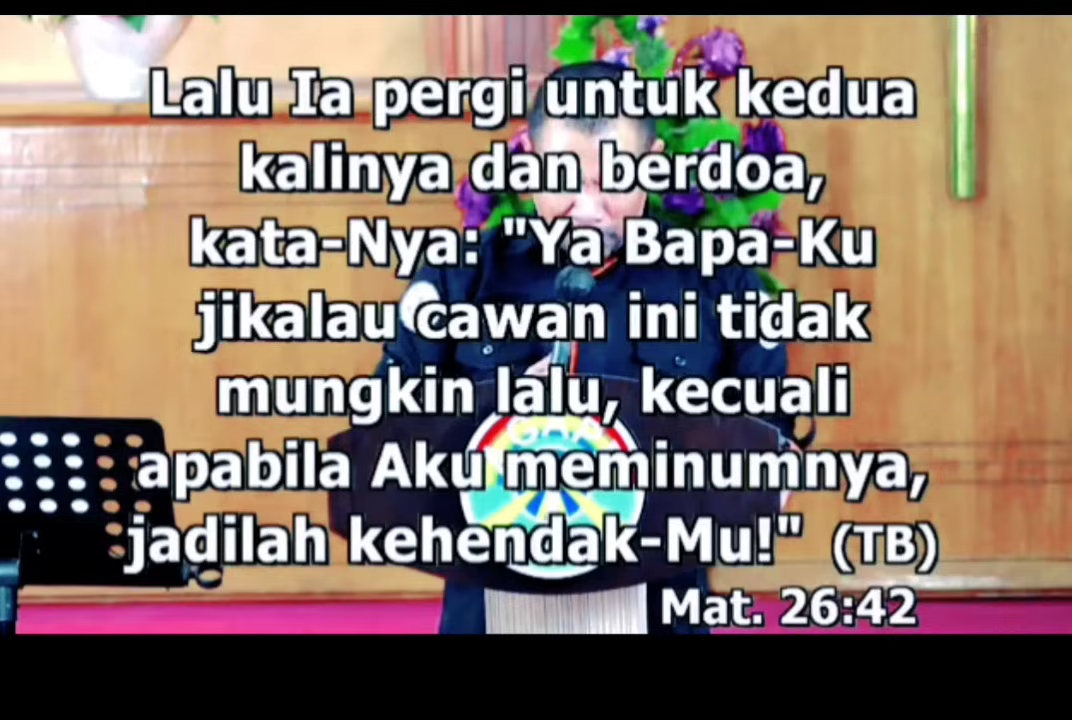 Lalu Ia pergi untuk kedua
kalinya dan berdoa,
kata-Nya: "Ya Bapa-Ku
jikalau cawan ini tidak
mungkin lalu, kecuali
apabila Aku meminumnya,
jadilah kehendak-Mu!" (TB)
Mat. 26:42